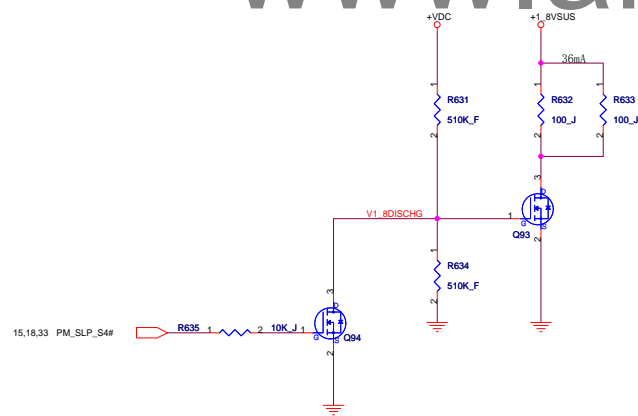 +VDC
+1_8VSUS
36mA
1
R631
510K_F
2
1
R632
100_J
2
1
R633
100_J
2
V1_8DISCHG
3
D
1
G
S
Q93
2
1
R634
510K_F
2
3
D
15,18,33 PM_SLP_S4#
R635 1 2 10K_J 1
G
S
Q94
2